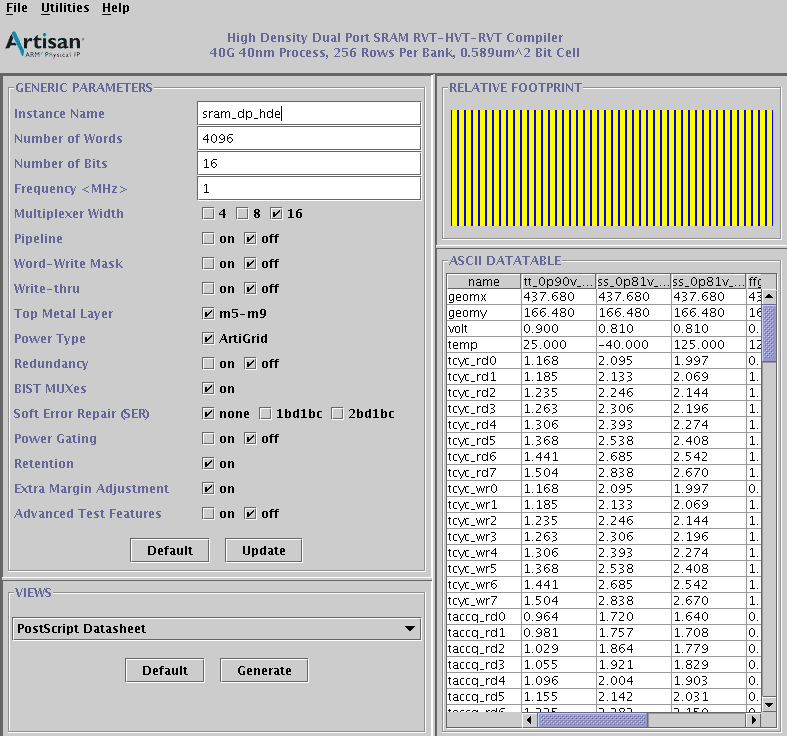 File Utilities Help
Artisan
ARM Physical IP
High Density Dual Port SRAM RVT-HVT-RVT Compiler
40G 40nm Process, 256 Rows Per Bank, 0.589um^2 Bit Cell
GENERIC PARAMETERS
Instance Name sram_dp_hde
Number of Words 4096
Number of Bits 16
Frequency <MHz> 1
Multiplexer Width 4 8 16
Pipeline on off
Word-Write Mask on off
Write-thru on off
Top Metal Layer m5-m9
Power Type ArtiGrid
Redundancy on off
BIST MUXes on
Soft Error Repair (SER) none 1bd1bc 2bd1bc
Power Gating on off
Retention on
Extra Margin Adjustment on
Advanced Test Features on off
Default Update
VIEWS
PostScript Datasheet
Default Generate
RELATIVE FOOTPRINT
ASCII DATATABLE
name tt_0p90v_... ss_0p81v_... ss_0p81v_... ffg
geomx 437.680 437.680 437.680 43
geomy 166.480 166.480 166.480 16
volt 0.900 0.810 0.810 0.
temp 25.000 -40.000 125.000 12
tcyc_rd0 1.168 2.095 1.997 0.
tcyc_rd1 1.185 2.133 2.069 1.
tcyc_rd2 1.235 2.246 2.144 1.
tcyc_rd3 1.263 2.306 2.196 1.
tcyc_rd4 1.306 2.393 2.274 1.
tcyc_rd5 1.368 2.538 2.408 1.
tcyc_rd6 1.441 2.685 2.542 1.
tcyc_rd7 1.504 2.838 2.670 1.
tcyc_wr0 1.168 2.095 1.997 0.
tcyc_wr1 1.185 2.133 2.069 1.
tcyc_wr2 1.235 2.246 2.144 1.
tcyc_wr3 1.263 2.306 2.196 1.
tcyc_wr4 1.306 2.393 2.274 1.
tcyc_wr5 1.368 2.538 2.408 1.
tcyc_wr6 1.441 2.685 2.542 1.
tcyc_wr7 1.504 2.838 2.670 1.
taccq_rd0 0.964 1.720 1.640 0.
taccq_rd1 0.981 1.757 1.708 0.
taccq_rd2 1.029 1.864 1.779 0.
taccq_rd3 1.055 1.921 1.829 0.
taccq_rd4 1.096 2.004 1.903 0.
taccq_rd5 1.155 2.142 2.031 0.